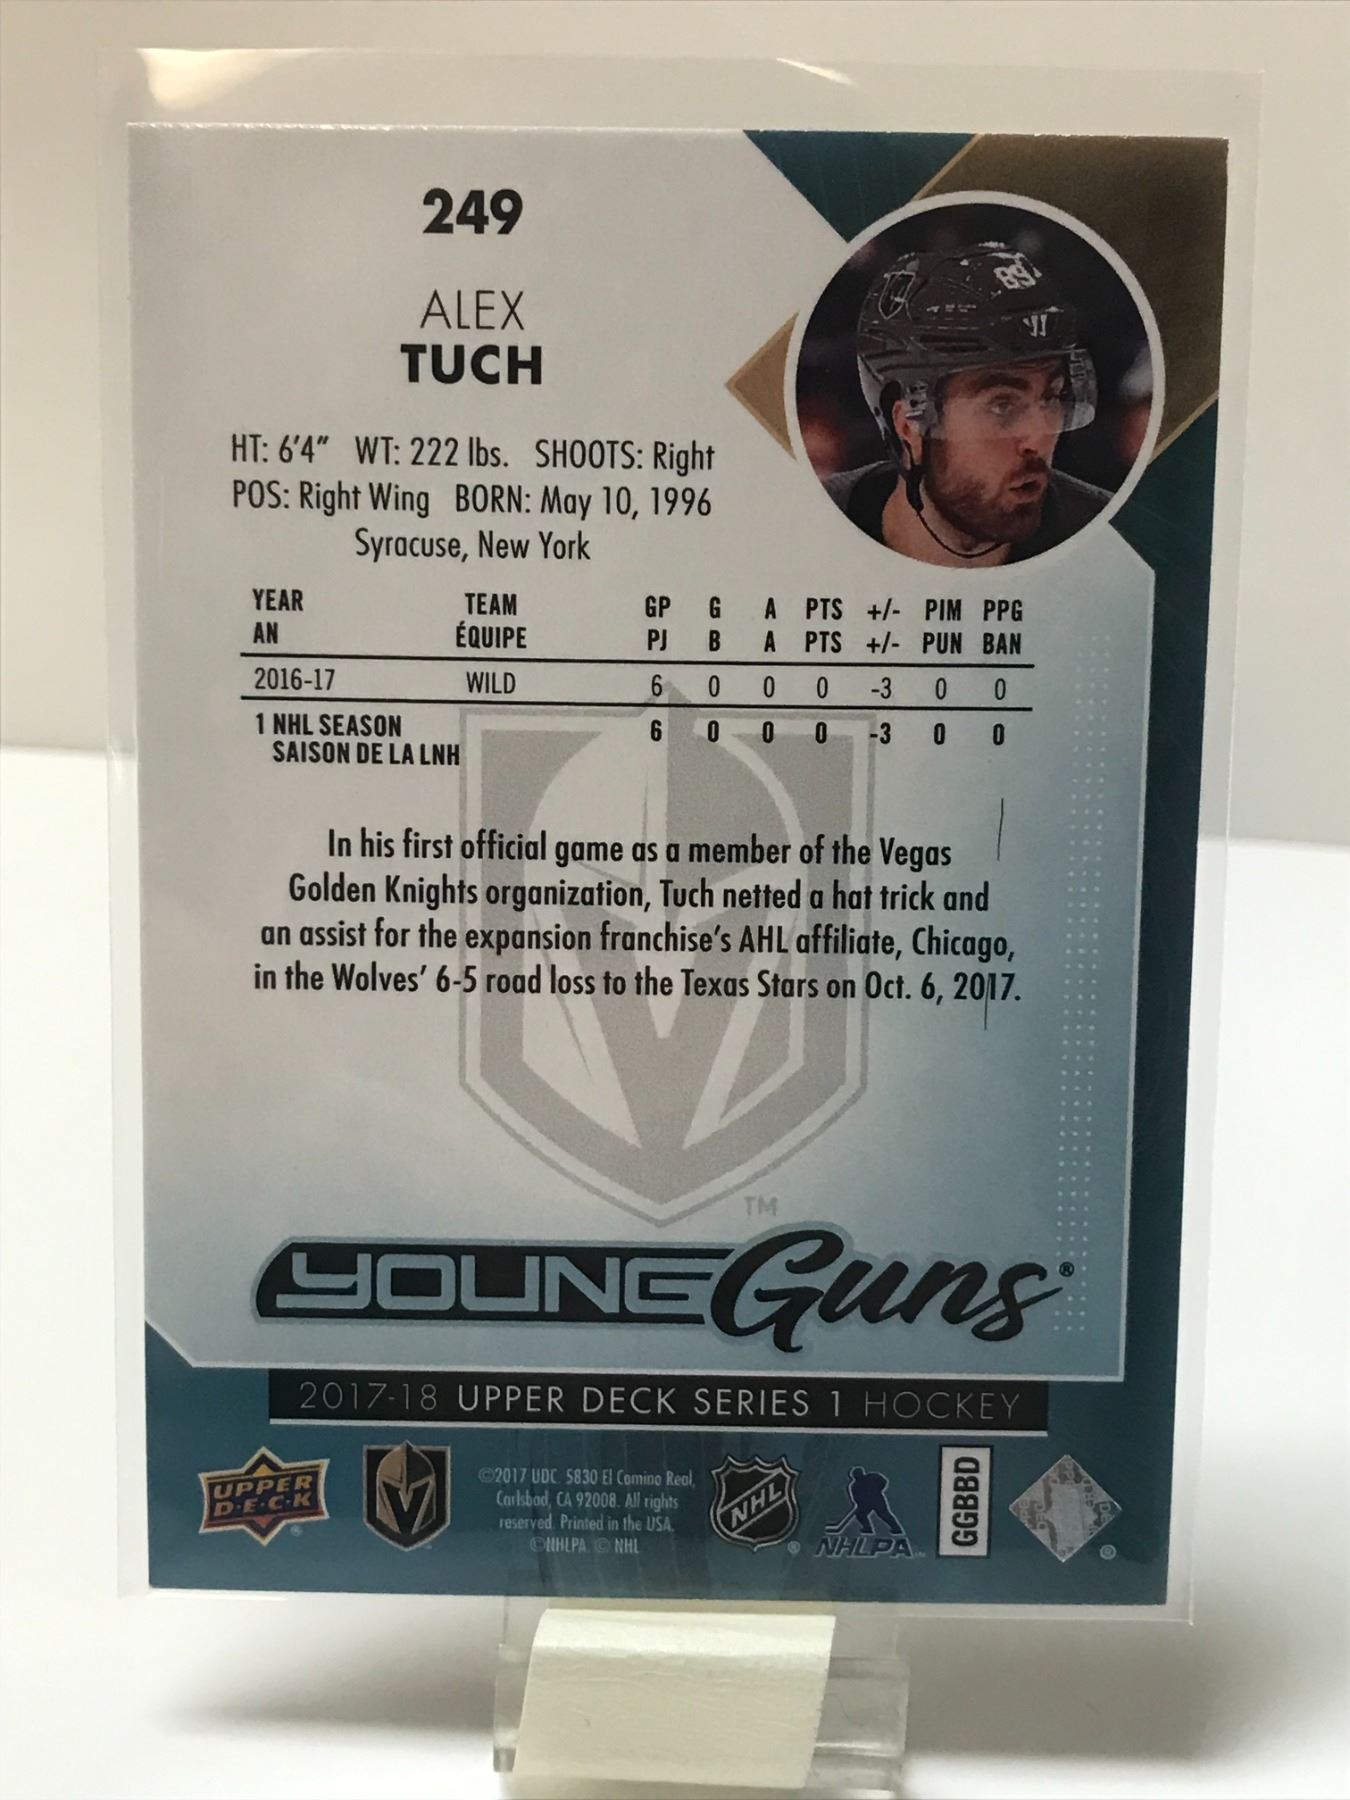 249
ALEX
TUCH
89
HT: 6'4" WT: 222 lbs. SHOOTS: Right
POS: Right Wing BORN: May 10, 1996
Syracuse, New York
YEAR TEAM GP G A PTS +/- PIM PPG
AN ÉQUIPE PJ B A PTS +/- PUN BAN
2016-17 WILD 6 0 0 0 -3 0 0
1 NHL SEASON 6 0 0 0 -3 0 0
SAISON DE LA LNH
In his first official game as a member of the Vegas
Golden Knights organization, Tuch netted a hat trick and
an assist for the expansion franchise's AHL affiliate, Chicago,
in the Wolves' 6-5 road loss to the Texas Stars on Oct. 6, 2017.
TM
YOUNG Guns®
2017-18 UPPER DECK SERIES 1 HOCKEY
UPPER
D·E·C·K
©2017 UDC. 5830 El Camino Real,
Carlsbad, CA 92008. All rights
reserved. Printed in the USA.
©NHLPA. © NHL
NHL ®
NHLPA
GGBBD
®